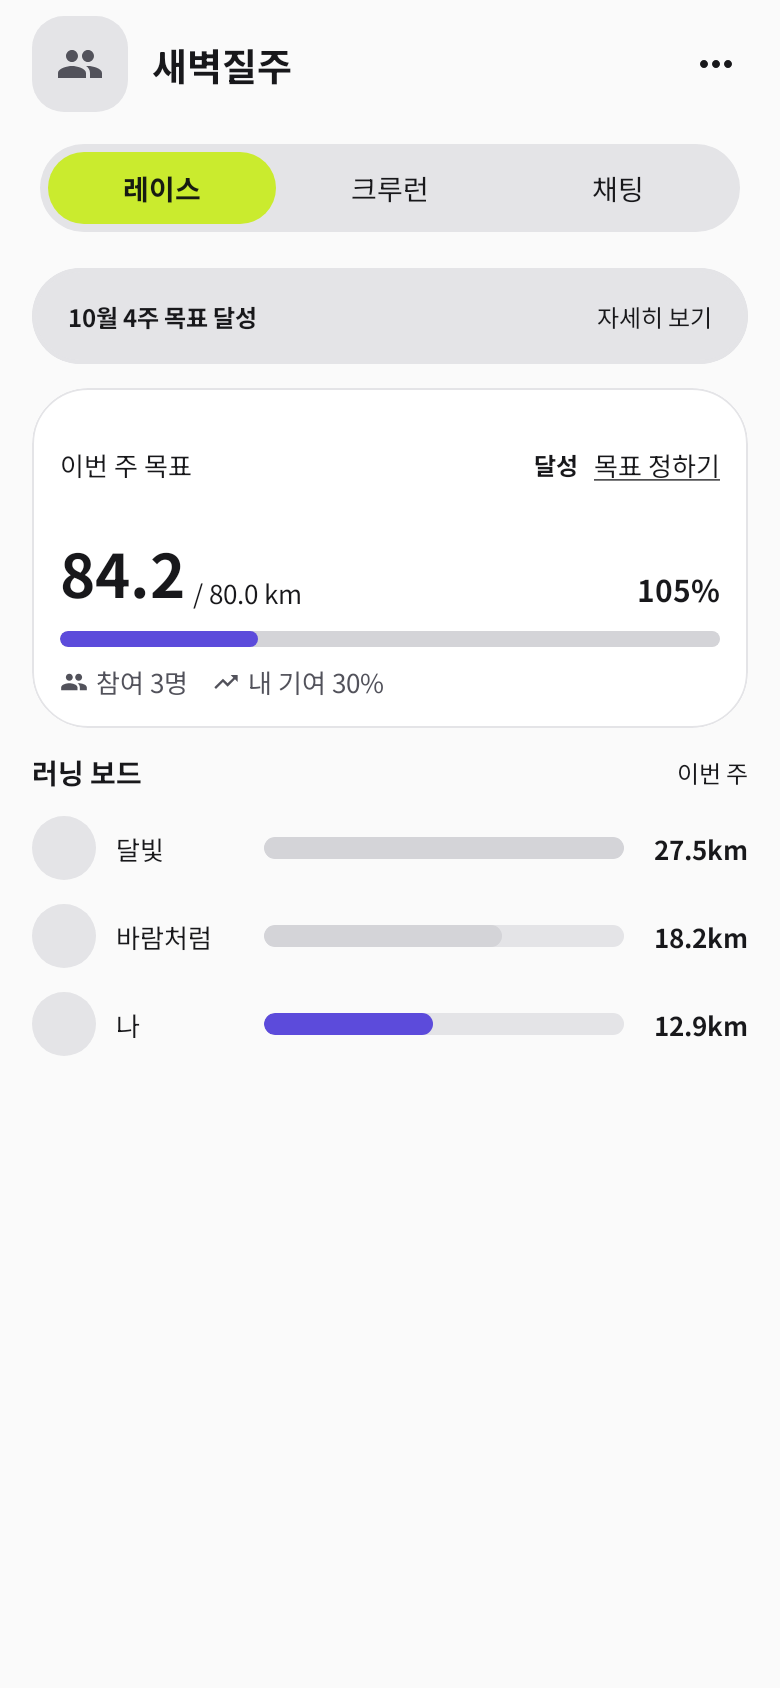 새벽질주
레이스 크루런 채팅
10월 4주 목표 달성 자세히 보기
이번 주 목표 달성 목표 정하기
84.2 / 80.0 km 105%
참여 3명 내 기여 30%
러닝 보드 이번 주
달빛 27.5km
바람처럼 18.2km
나 12.9km